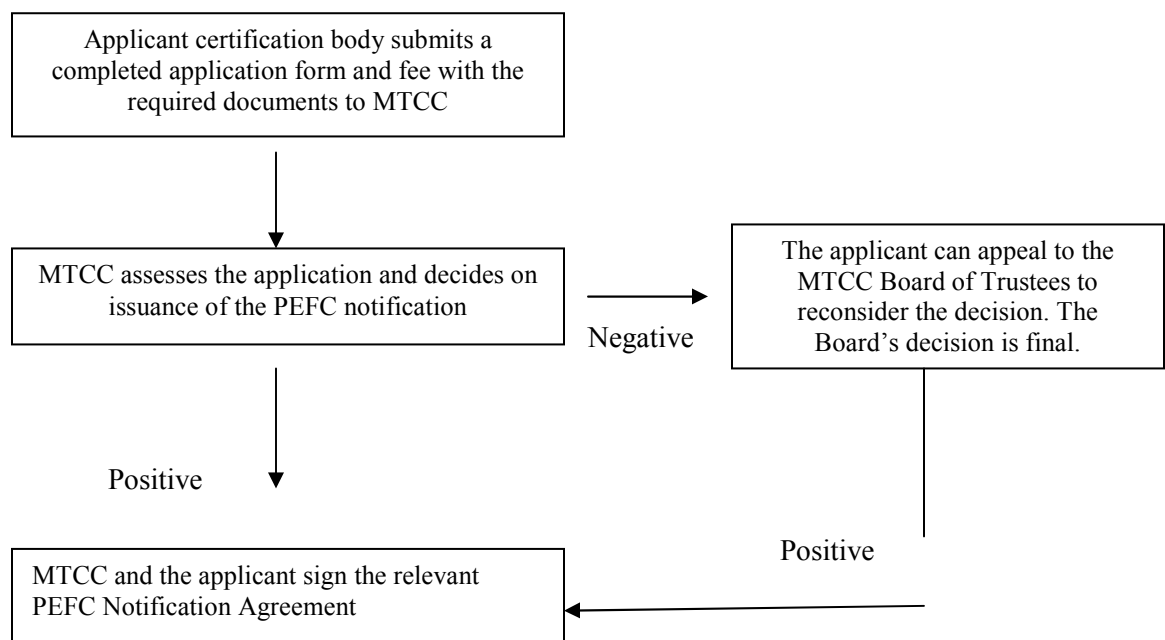 Applicant certification body submits a
completed application form and fee with the
required documents to MTCC
MTCC assesses the application and decides on
issuance of the PEFC notification
Negative
The applicant can appeal to the
MTCC Board of Trustees to
reconsider the decision. The
Board’s decision is final.
Positive
Positive
MTCC and the applicant sign the relevant
PEFC Notification Agreement